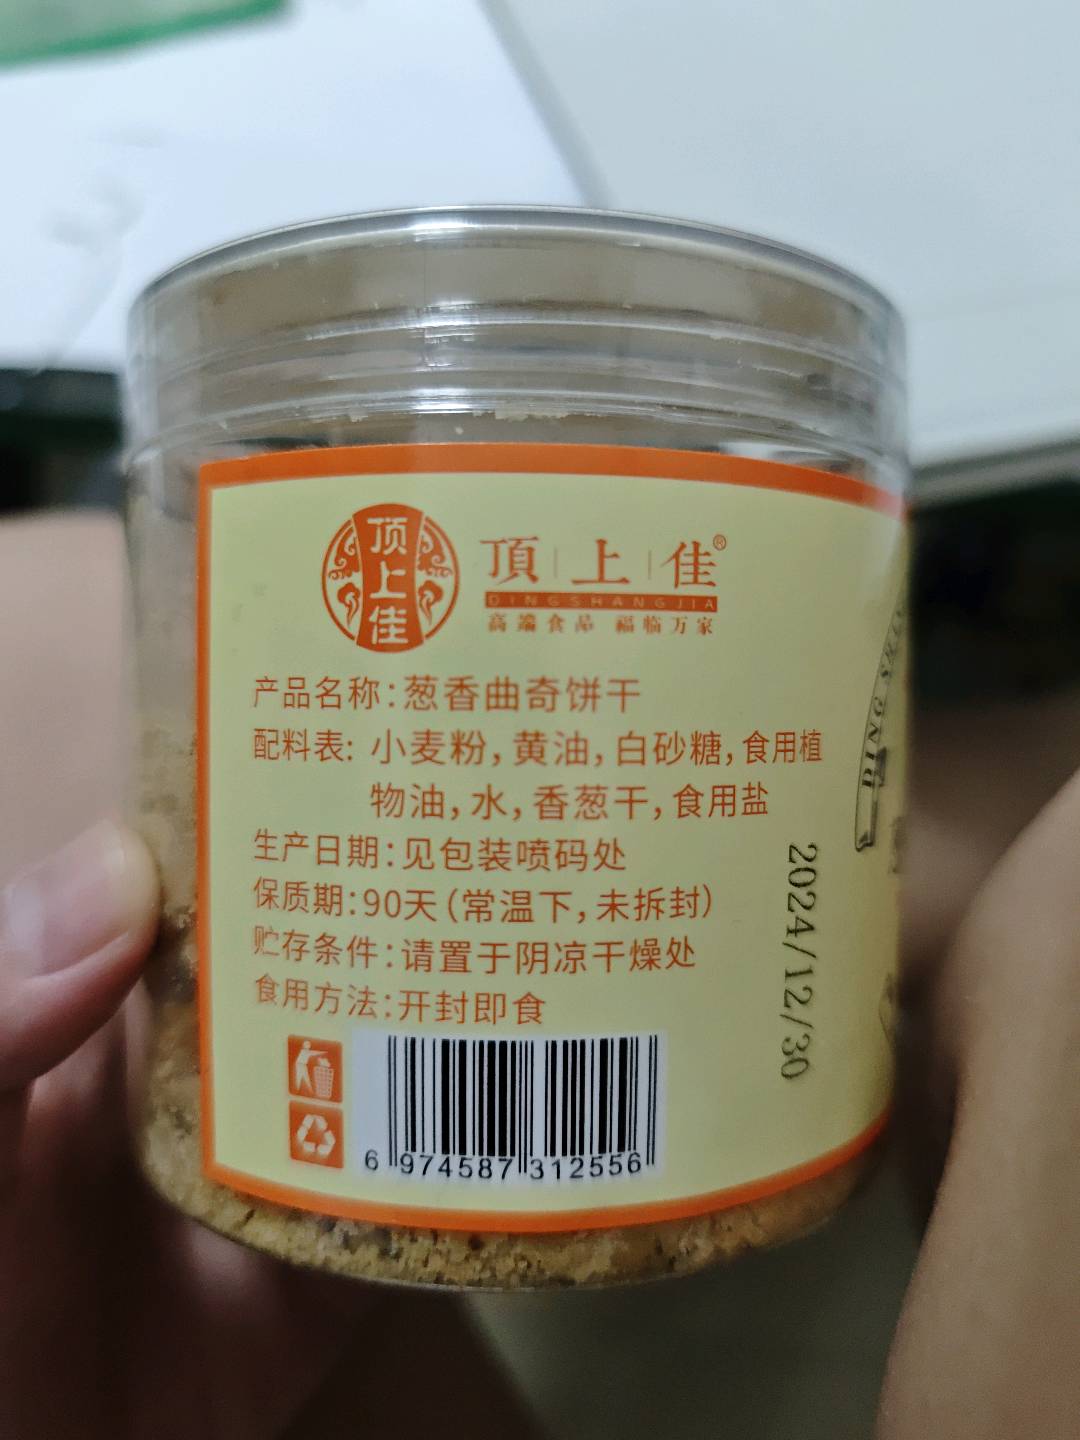 顶上佳
頂上佳®
DINGSHANGJIA
高端食品 福临万家
产品名称:葱香曲奇饼干
配料表: 小麦粉,黄油,白砂糖,食用植
物油,水,香葱干,食用盐
生产日期:见包装喷码处
保质期:90天(常温下,未拆封)
贮存条件:请置于阴凉干燥处
食用方法:开封即食
2024/12/30
6 974587 312556